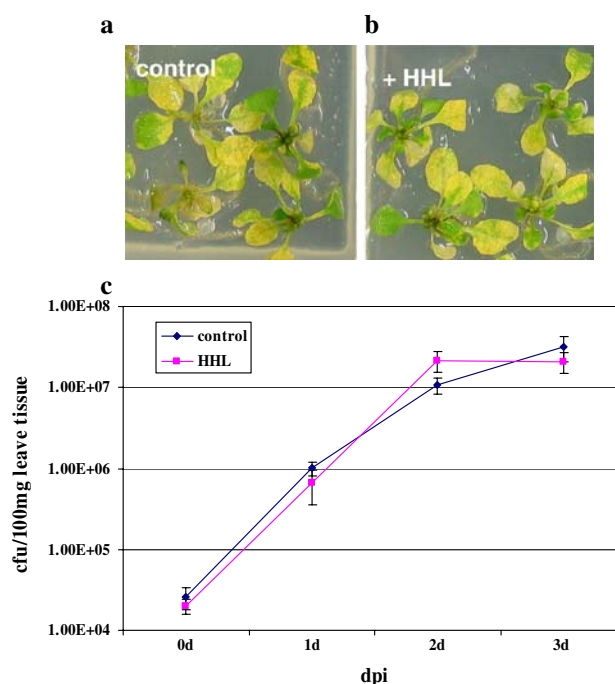 a
b
control
+ HHL
c
1.00E+08
1.00E+07
1.00E+06
1.00E+05
1.00E+04
cfu/100mg leave tissue
control
HHL
0d
1d
2d
3d
dpi